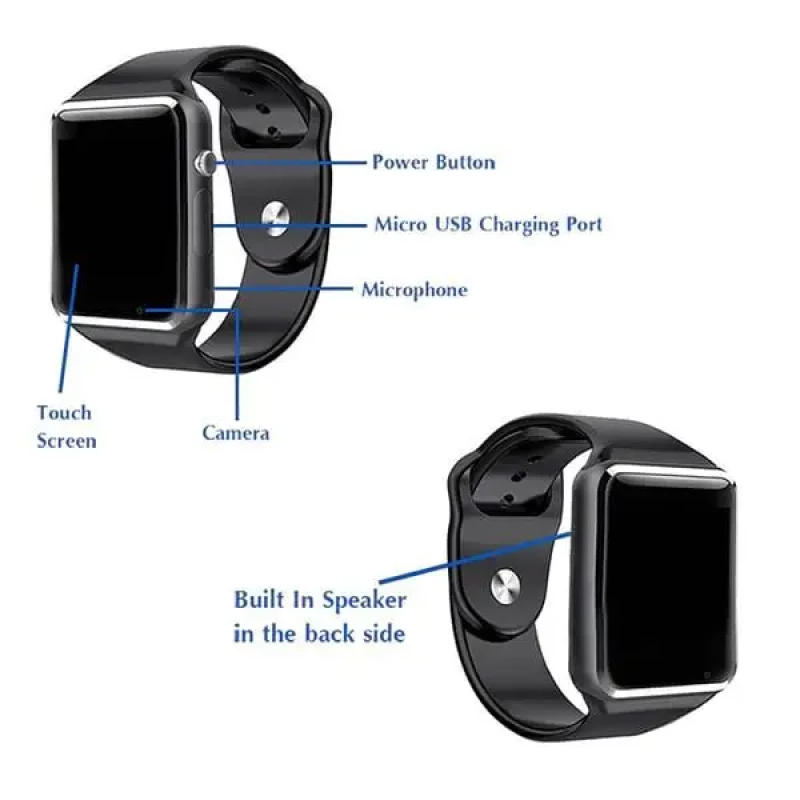 Power Button
Micro USB Charging Port
Microphone
Touch
Screen
Camera
Built In Speaker
in the back side